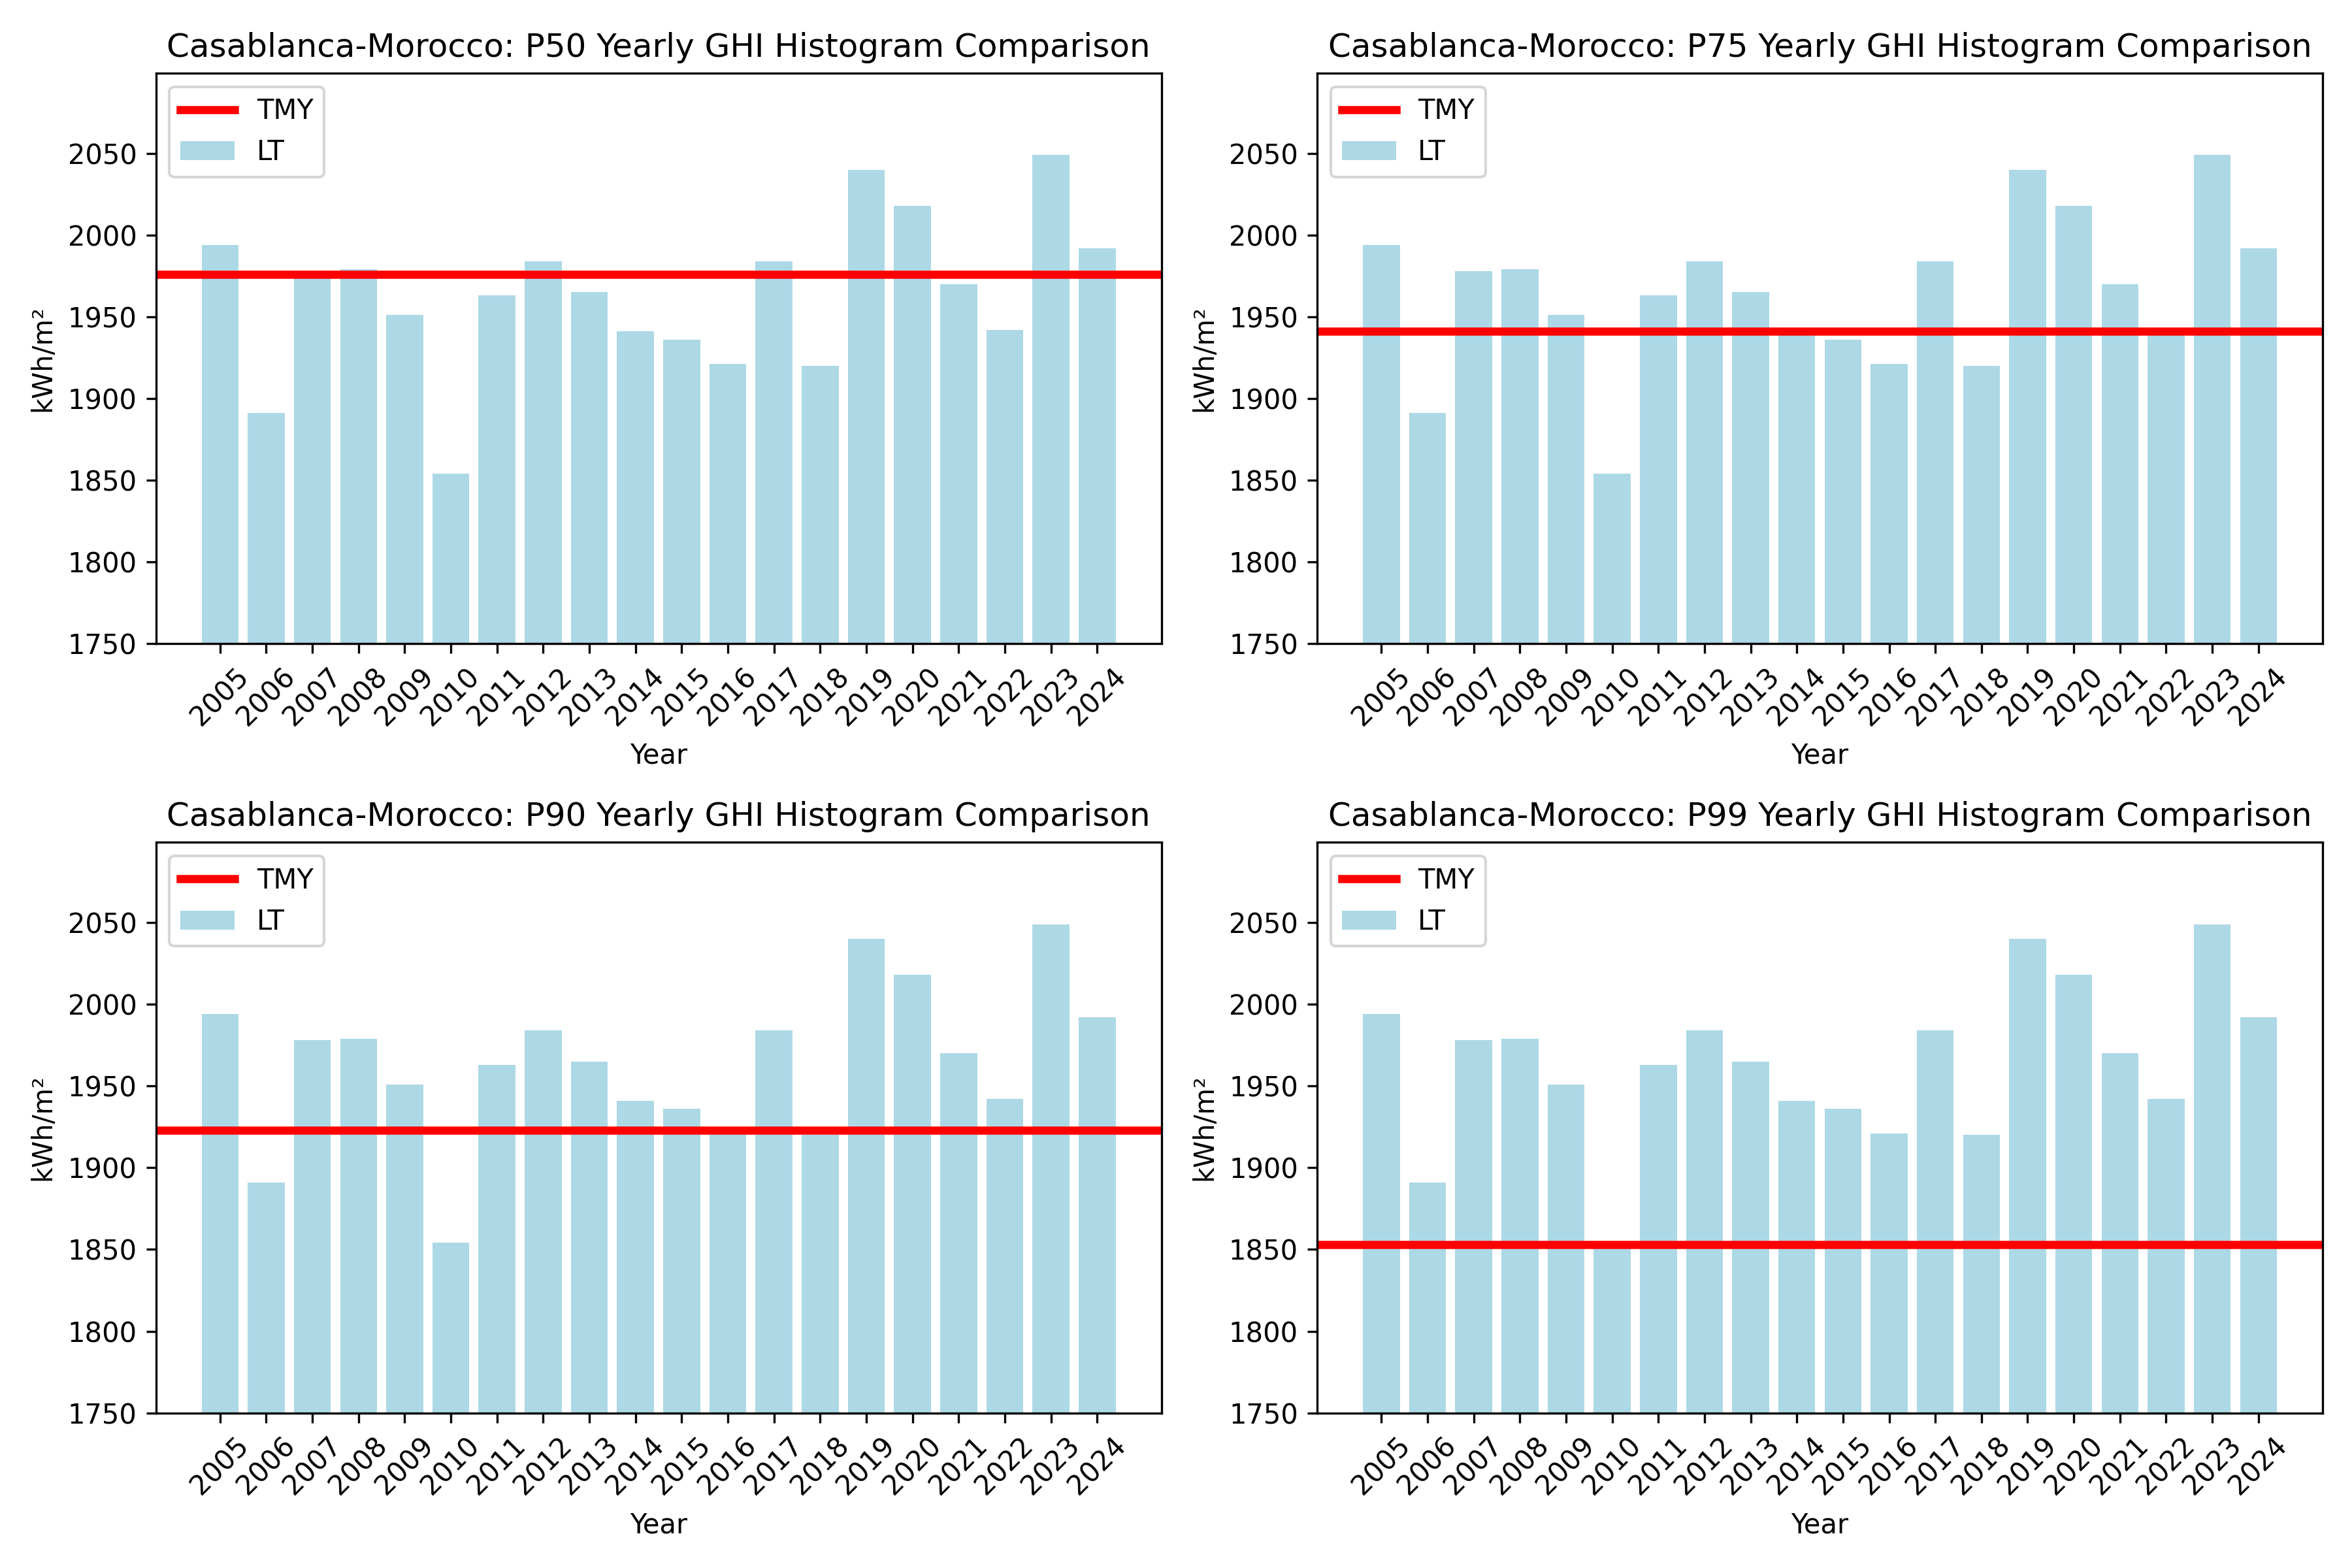 Casablanca-Morocco: P50 Yearly GHI Histogram Comparison
TMY
LT
kWh/m²
2050
2000
1950
1900
1850
1800
1750
2005 2006 2007 2008 2009 2010 2011 2012 2013 2014 2015 2016 2017 2018 2019 2020 2021 2022 2023 2024
Year
Casablanca-Morocco: P75 Yearly GHI Histogram Comparison
TMY
LT
kWh/m²
2050
2000
1950
1900
1850
1800
1750
2005 2006 2007 2008 2009 2010 2011 2012 2013 2014 2015 2016 2017 2018 2019 2020 2021 2022 2023 2024
Year
Casablanca-Morocco: P90 Yearly GHI Histogram Comparison
TMY
LT
kWh/m²
2050
2000
1950
1900
1850
1800
1750
2005 2006 2007 2008 2009 2010 2011 2012 2013 2014 2015 2016 2017 2018 2019 2020 2021 2022 2023 2024
Year
Casablanca-Morocco: P99 Yearly GHI Histogram Comparison
TMY
LT
kWh/m²
2050
2000
1950
1900
1850
1800
1750
2005 2006 2007 2008 2009 2010 2011 2012 2013 2014 2015 2016 2017 2018 2019 2020 2021 2022 2023 2024
Year